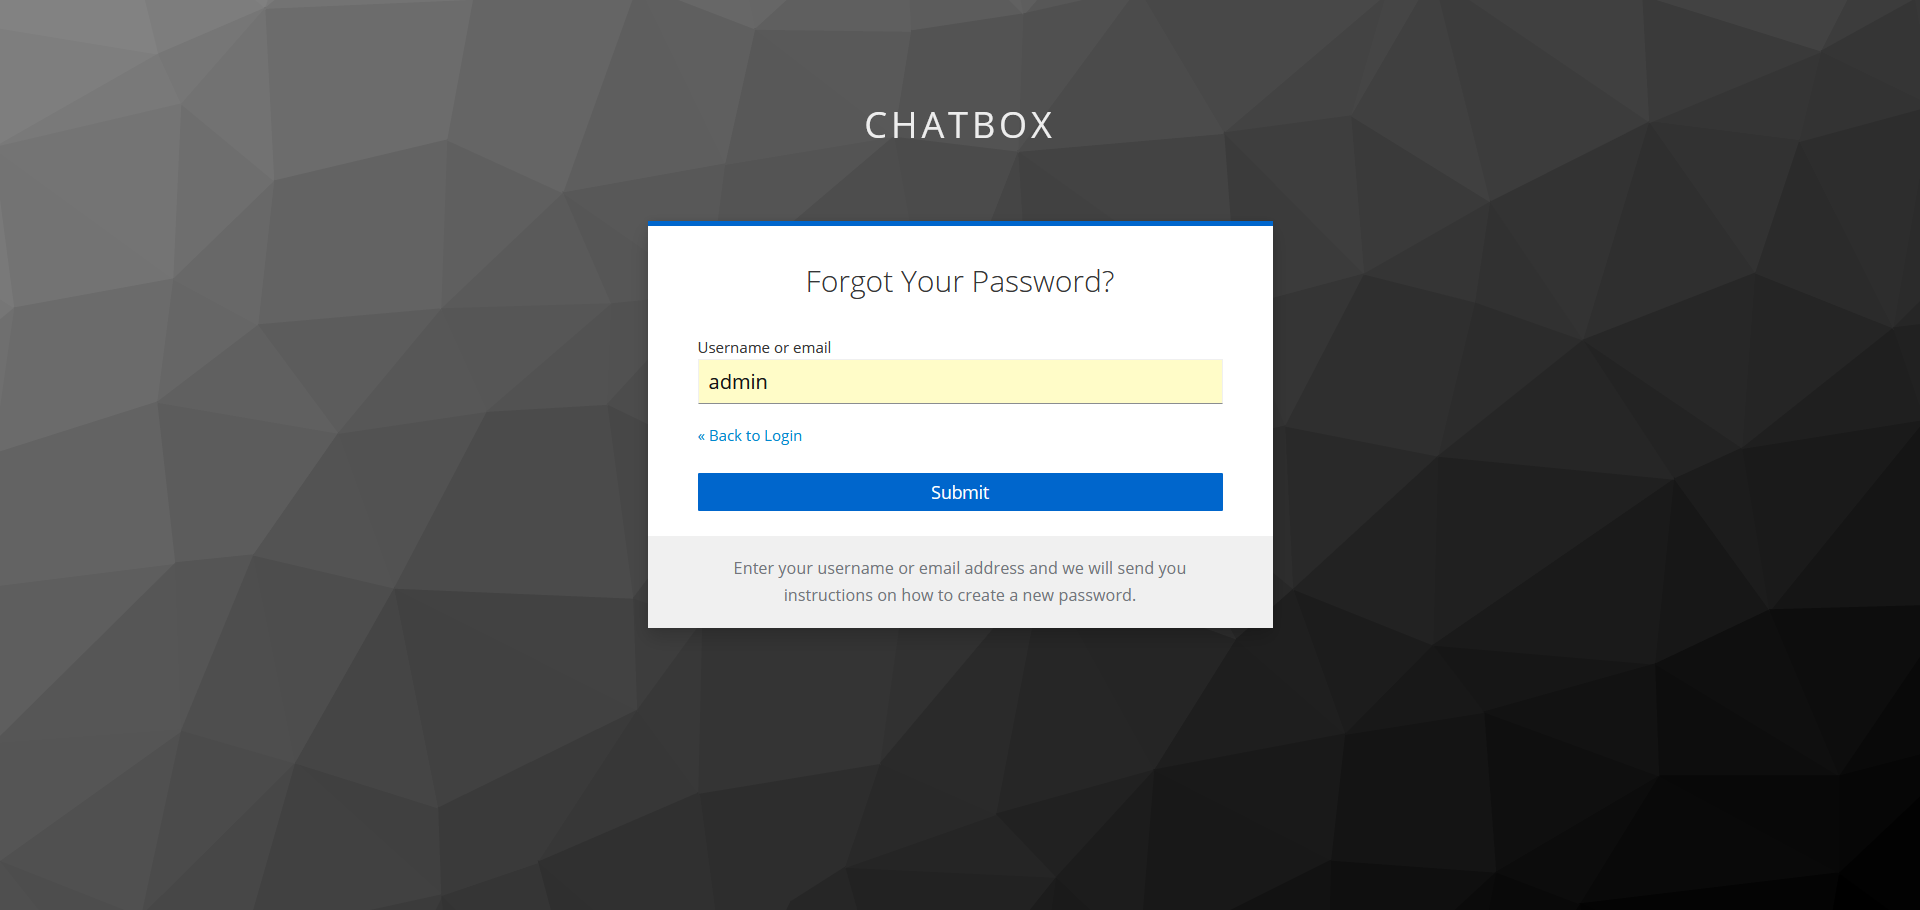 CHATBOX
Forgot Your Password?
Username or email
admin
« Back to Login
Submit
Enter your username or email address and we will send you
instructions on how to create a new password.